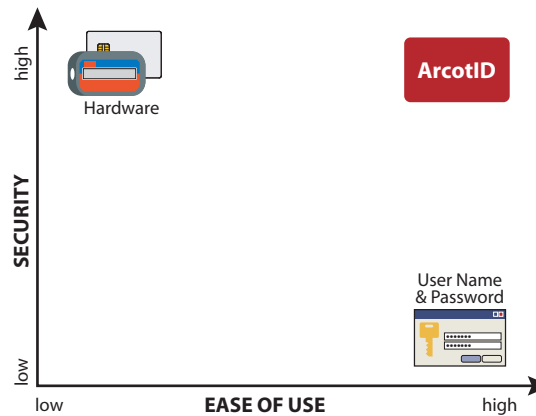 high
ArcotID
Hardware
SECURITY
User Name
& Password
low
low
EASE OF USE
high